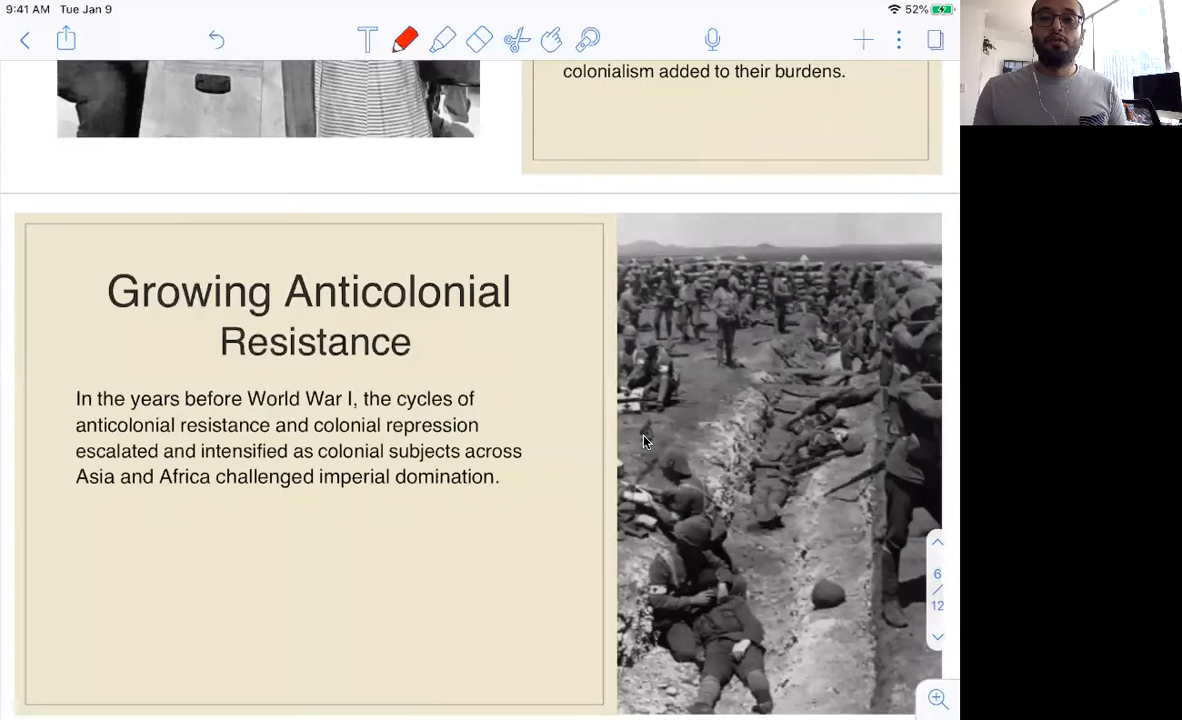 9:41 AM Tue Jan 9
52%
colonialism added to their burdens.
Growing Anticolonial
Resistance
In the years before World War I, the cycles of
anticolonial resistance and colonial repression
escalated and intensified as colonial subjects across
Asia and Africa challenged imperial domination.
6
/
12